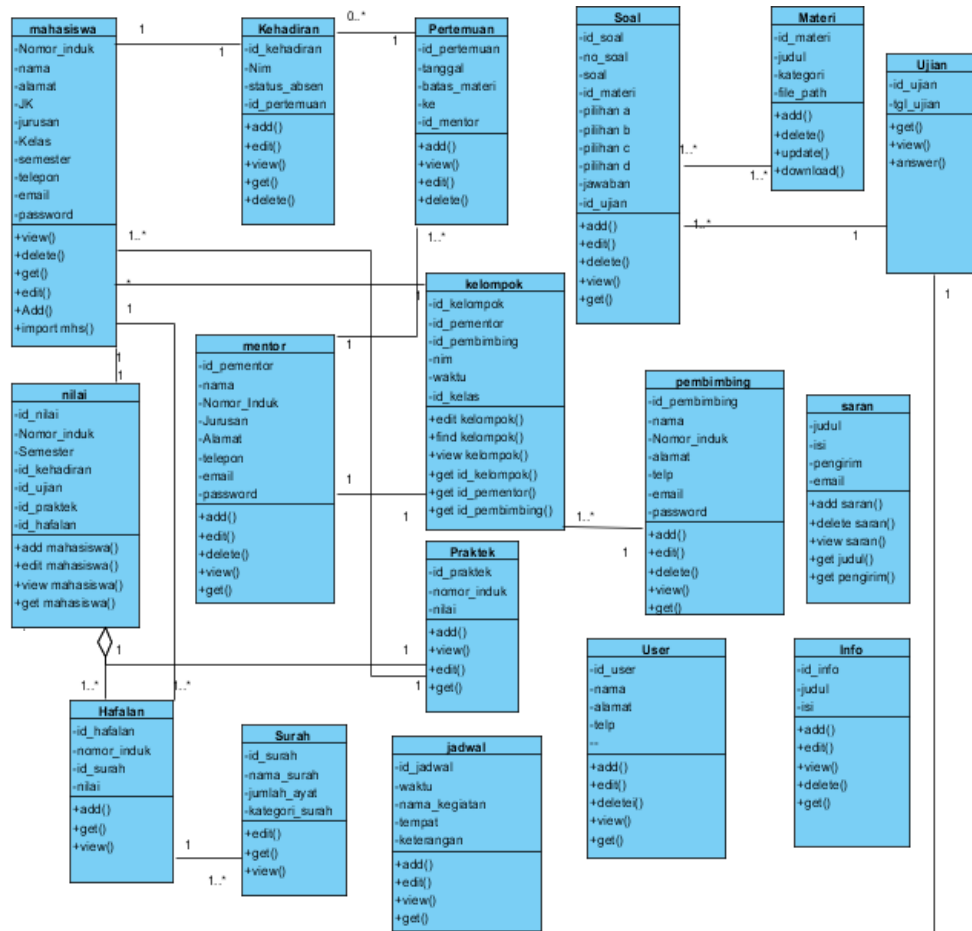 mahasiswa
-Nomor_induk
-nama
-alamat
-JK
-jurusan
-Kelas
-semester
-telepon
-email
-password
+view()
+delete()
+get()
+edit()
+Add()
+import mhs()
1
1
Kehadiran
-id_kehadiran
-Nim
-status_absen
-id_pertemuan
+add()
+edit()
+view()
+get()
+delete()
0..*
1
Pertemuan
-id_pertemuan
-tanggal
-batas_materi
-ke
-id_mentor
+add()
+view()
+edit()
+delete()
1..*
Soal
-id_soal
-no_soal
-soal
-id_materi
-pilihan a
-pilihan b
-pilihan c
-pilihan d
-jawaban
-id_ujian
+add()
+edit()
+delete()
+view()
+get()
1..*
1..*
Materi
-id_materi
-judul
-kategori
-file_path
+add()
+delete()
+update()
+download()
1..*
1
Ujian
-id_ujian
-tgl_ujian
+get()
+view()
+answer()
1
1..*
*
1
1
kelompok
-id_kelompok
-id_pementor
-id_pembimbing
-nim
-waktu
-id_kelas
+edit kelompok()
+find kelompok()
+view kelompok()
+get id_kelompok()
+get id_pementor()
+get id_pembimbing()
mentor
-id_pementor
-nama
-Nomor_Induk
-Jurusan
-Alamat
-telepon
-email
-password
+add()
+edit()
+delete()
+view()
+get()
1
1
1
1
1
nilai
-id_nilai
-Nomor_induk
-Semester
-id_kehadiran
-id_ujian
-id_praktek
-id_hafalan
+add mahasiswa()
+edit mahasiswa()
+view mahasiswa()
+get mahasiswa()
pembimbing
-id_pembimbing
-nama
-Nomor_induk
-alamat
-telp
-email
-password
+add()
+edit()
+delete()
+view()
+get()
1..*
1
saran
-judul
-isi
-pengirim
-email
+add saran()
+delete saran()
+view saran()
+get judul()
+get pengirim()
Praktek
-id_praktek
-nomor_induk
-nilai
+add()
+view()
+edit()
+get()
1
1
1
1..*
1..*
Hafalan
-id_hafalan
-nomor_induk
-id_surah
-nilai
+add()
+get()
+view()
1
1..*
Surah
-id_surah
-nama_surah
-jumlah_ayat
-kategori_surah
+edit()
+get()
+view()
jadwal
-id_jadwal
-waktu
-nama_kegiatan
-tempat
-keterangan
+add()
+edit()
+view()
+get()
User
-id_user
-nama
-alamat
-telp
--
+add()
+edit()
+deletei()
+view()
+get()
Info
-id_info
-judul
-isi
+add()
+edit()
+view()
+delete()
+get()